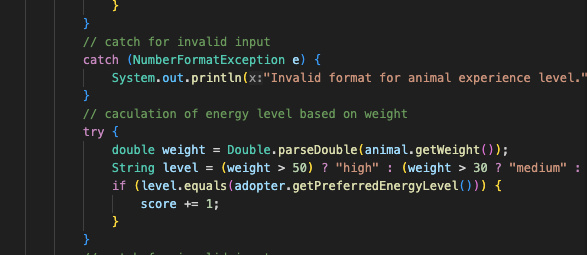 }
}
// catch for invalid input
catch (NumberFormatException e) {
System.out.println(x:"Invalid format for animal experience level."
}
// caculation of energy level based on weight
try {
double weight = Double.parseDouble(animal.getWeight());
String level = (weight > 50) ? "high" : (weight > 30 ? "medium" :
if (level.equals(adopter.getPreferredEnergyLevel())) {
score += 1;
}
}